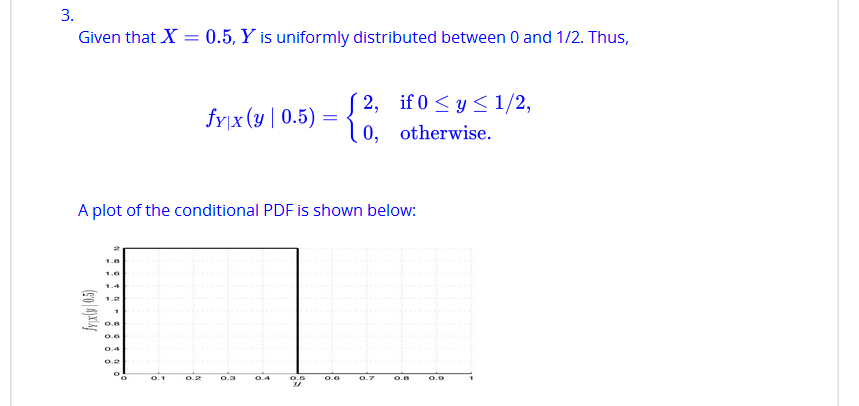 3.
Given that X = 0.5, Y is uniformly distributed between 0 and 1/2. Thus,
f_{Y|X}(y | 0.5) = { 2, if 0 ≤ y ≤ 1/2,
0, otherwise.
A plot of the conditional PDF is shown below:
2
1.8
1.6
1.4
1.2
1
0.8
0.6
0.4
0.2
0
f_{Y|X}(y | 0.5)
0 0.1 0.2 0.3 0.4 0.5 0.6 0.7 0.8 0.9 1
y